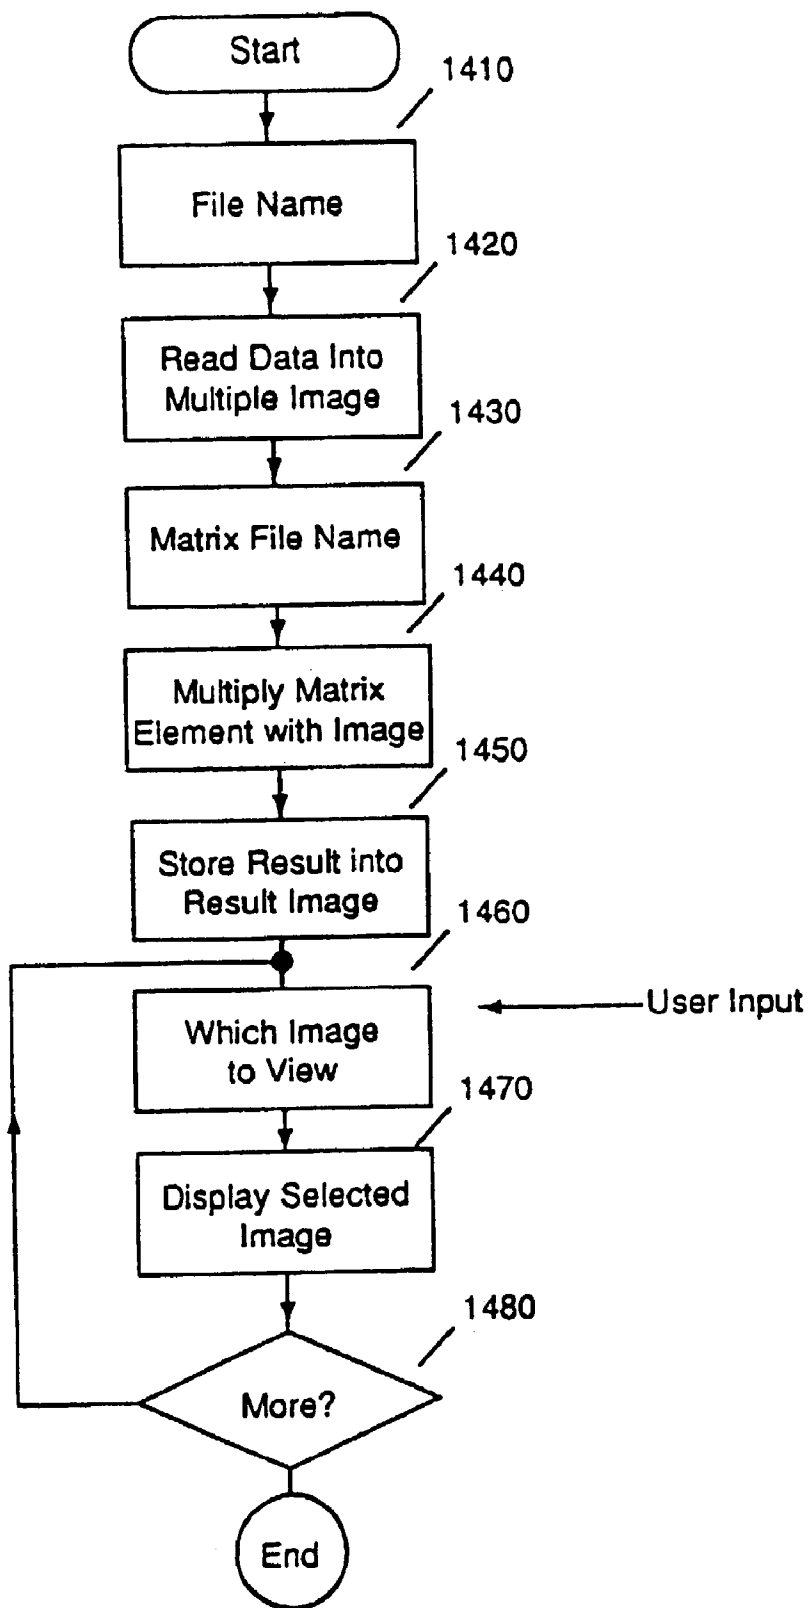 Start
1410
File Name
1420
Read Data Into
Multiple Image
1430
Matrix File Name
1440
Multiply Matrix
Element with Image
1450
Store Result into
Result Image
1460
User Input
Which Image
to View
1470
Display Selected
Image
1480
More?
End